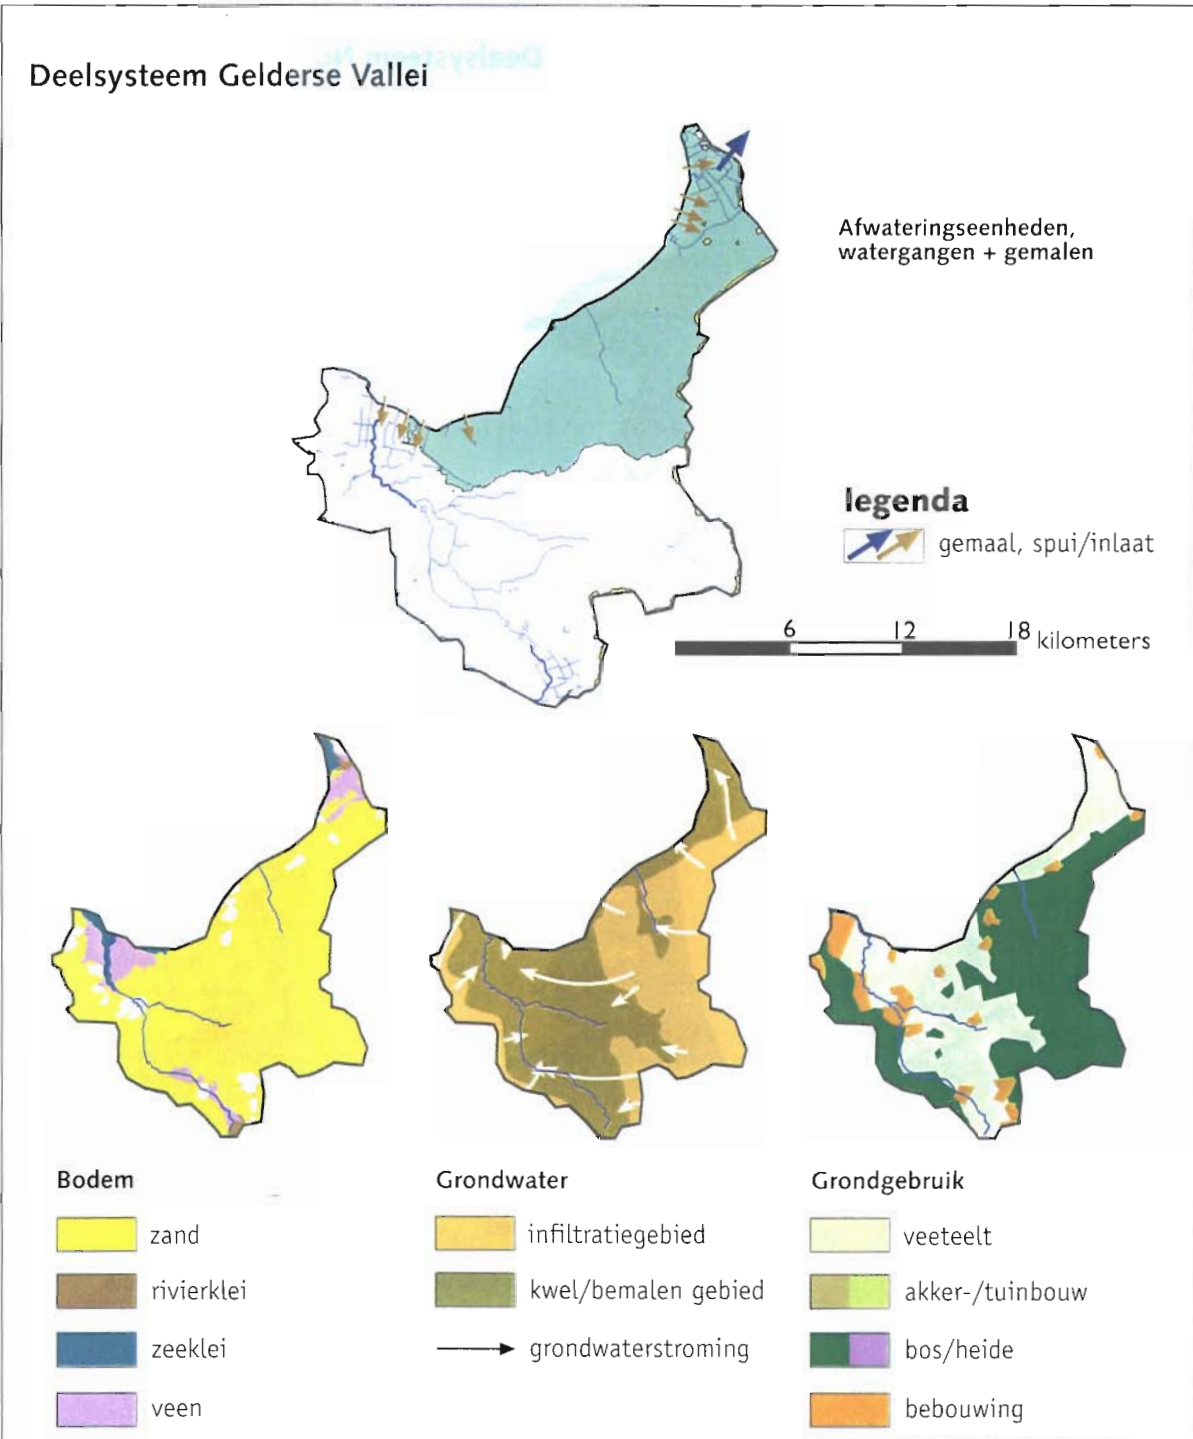 Deelsysteem Gelderse Vallei
Afwateringseenheden,
watergangen + gemalen
legenda
gemaal, spui/inlaat
6 12 18 kilometers
Bodem
zand
rivierklei
zeeklei
veen
Grondwater
infiltratiegebied
kwel/bemalen gebied
grondwaterstroming
Grondgebruik
veeteelt
akker-/tuinbouw
bos/heide
bebouwing